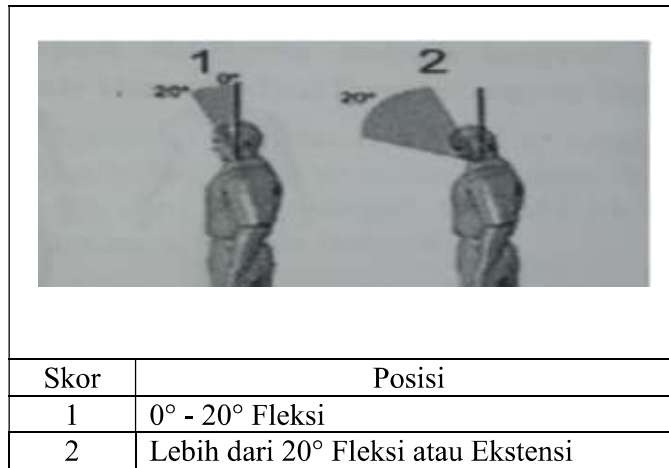 1 2
20° 0° 20°
Skor Posisi
1 0° - 20° Fleksi
2 Lebih dari 20° Fleksi atau Ekstensi